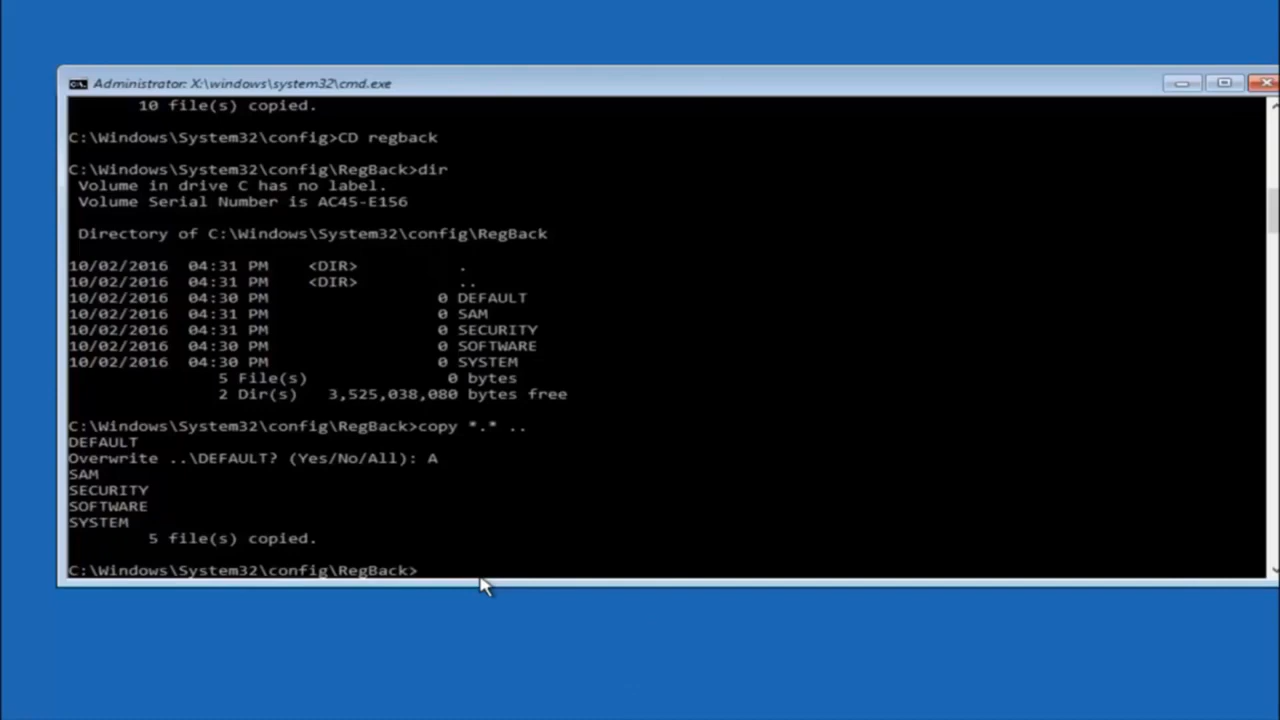 Administrator: X:\windows\system32\cmd.exe
10 file(s) copied.
C:\Windows\System32\config>CD regback
C:\Windows\System32\config\RegBack>dir
Volume in drive C has no label.
Volume Serial Number is AC45-E156
Directory of C:\Windows\System32\config\RegBack
10/02/2016 04:31 PM <DIR> .
10/02/2016 04:31 PM <DIR> ..
10/02/2016 04:30 PM 0 DEFAULT
10/02/2016 04:31 PM 0 SAM
10/02/2016 04:31 PM 0 SECURITY
10/02/2016 04:30 PM 0 SOFTWARE
10/02/2016 04:30 PM 0 SYSTEM
5 File(s) 0 bytes
2 Dir(s) 3,525,038,080 bytes free
C:\Windows\System32\config\RegBack>copy *.* ..
DEFAULT
Overwrite ..\DEFAULT? (Yes/No/All): A
SAM
SECURITY
SOFTWARE
SYSTEM
5 file(s) copied.
C:\Windows\System32\config\RegBack>